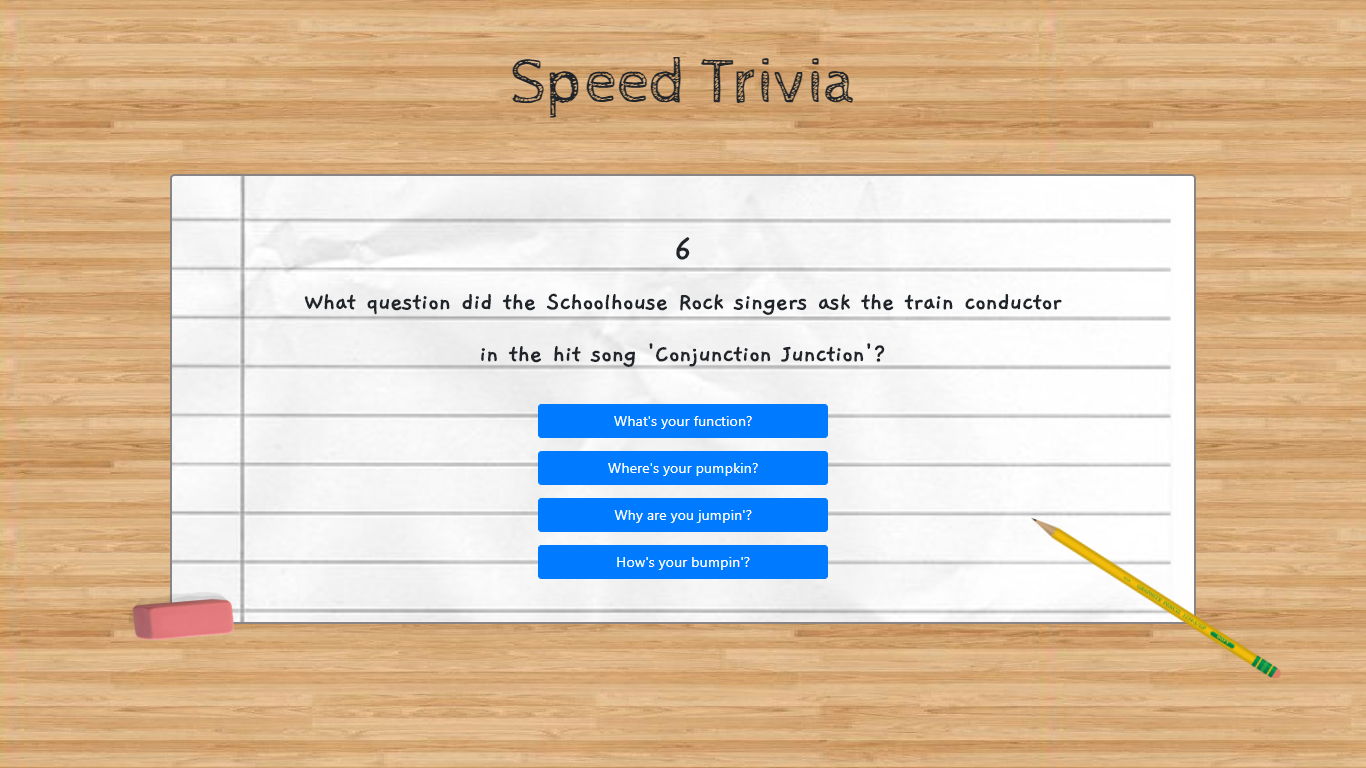 Speed Trivia
6
What question did the Schoolhouse Rock singers ask the train conductor
in the hit song 'Conjunction Junction'?
What's your function?
Where's your pumpkin?
Why are you jumpin'?
How's your bumpin'?